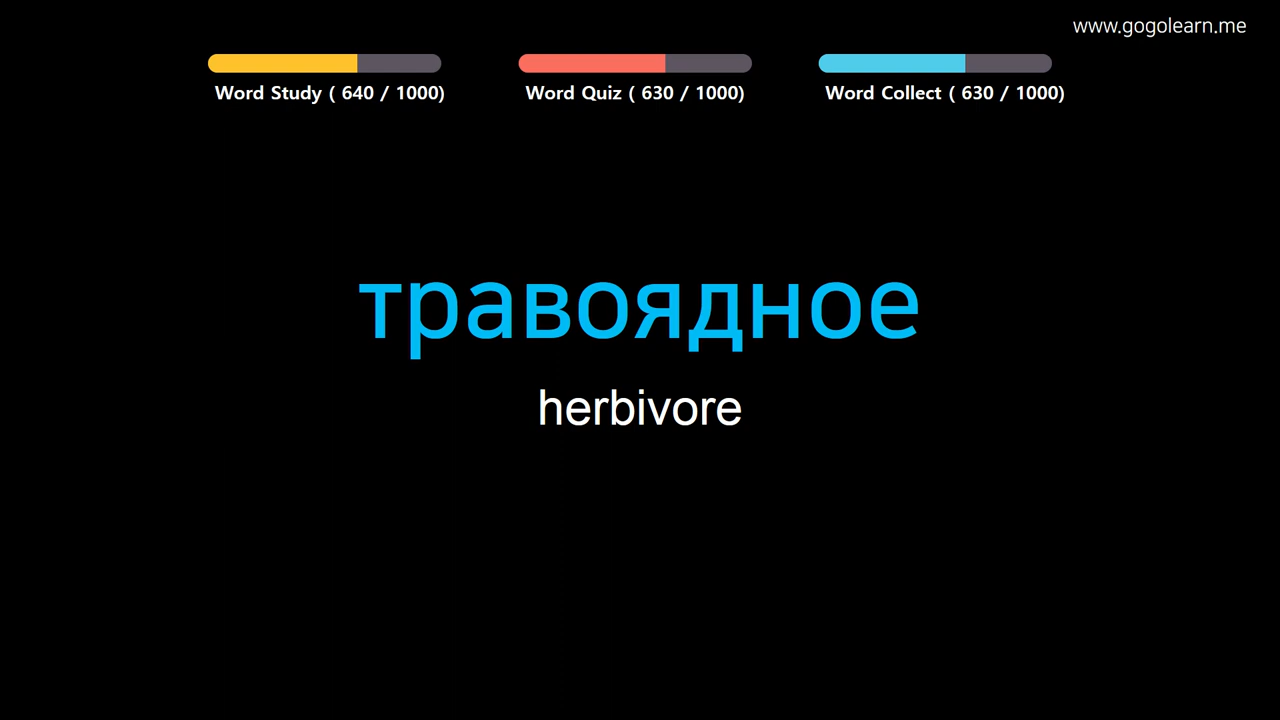 www.gogolearn.me
Word Study ( 640 / 1000)
Word Quiz ( 630 / 1000)
Word Collect ( 630 / 1000)
травоядное
herbivore